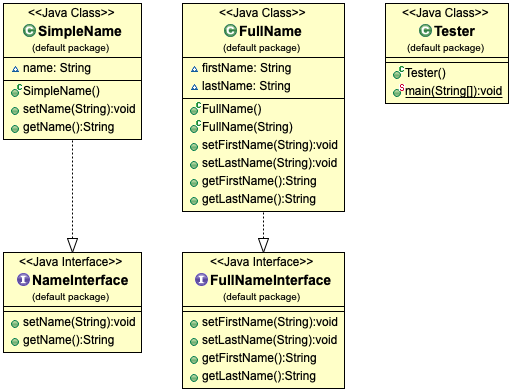 <<Java Class>>
SimpleName
(default package)
name: String
SimpleName()
setName(String):void
getName():String
<<Java Class>>
FullName
(default package)
firstName: String
lastName: String
FullName()
FullName(String)
setFirstName(String):void
setLastName(String):void
getFirstName():String
getLastName():String
<<Java Class>>
Tester
(default package)
Tester()
main(String[]):void
<<Java Interface>>
NameInterface
(default package)
setName(String):void
getName():String
<<Java Interface>>
FullNameInterface
(default package)
setFirstName(String):void
setLastName(String):void
getFirstName():String
getLastName():String